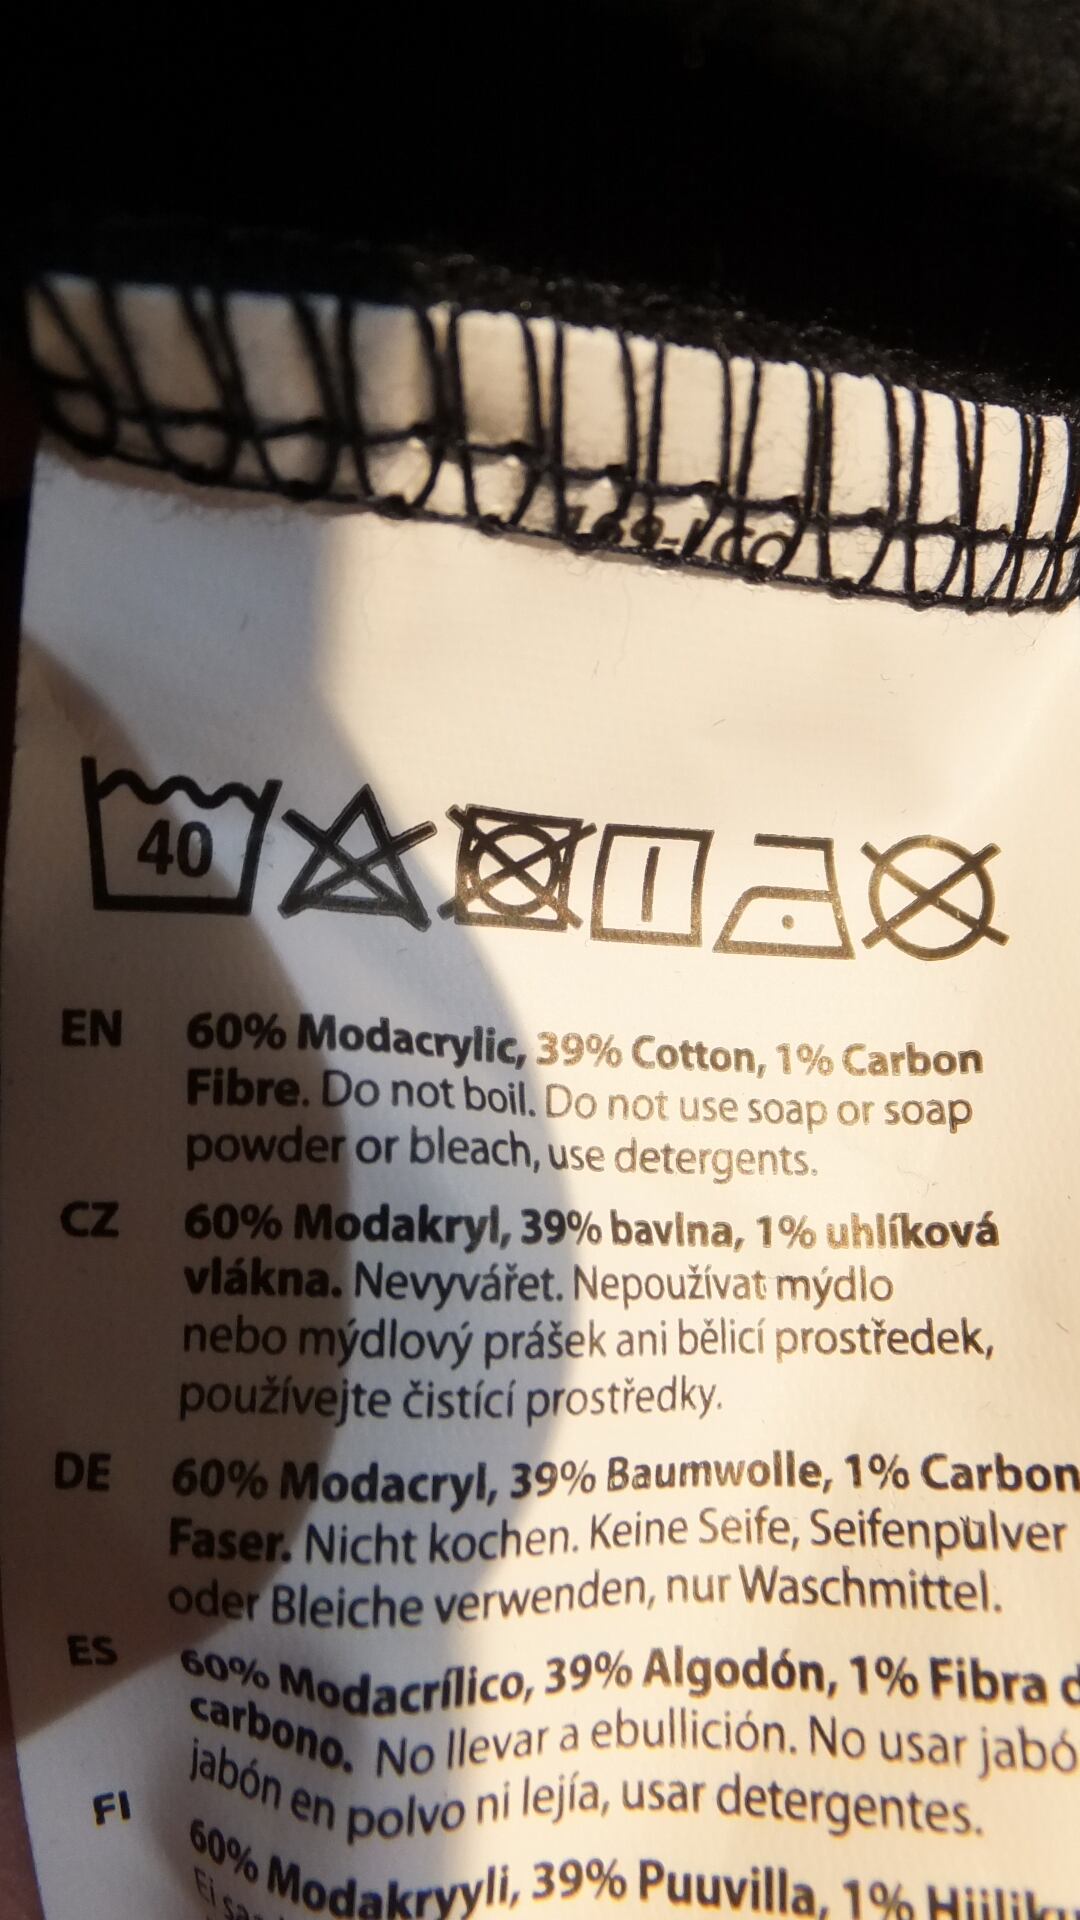 40
EN 60% Modacrylic, 39% Cotton, 1% Carbon
Fibre. Do not boil. Do not use soap or soap
powder or bleach, use detergents.
CZ 60% Modakryl, 39% bavlna, 1% uhlíková
vlákna. Nevyvářet. Nepoužívat mýdlo
nebo mýdlový prášek ani bělicí prostředek,
používejte čistící prostředky.
DE 60% Modacryl, 39% Baumwolle, 1% Carbon
Faser. Nicht kochen. Keine Seife, Seifenpulver
oder Bleiche verwenden, nur Waschmittel.
ES 60% Modacrílico, 39% Algodón, 1% Fibra d
carbono. No llevar a ebullición. No usar jabó
jabón en polvo ni lejía, usar detergentes.
FI 60% Modakryyli, 39% Puuvilla, 1%